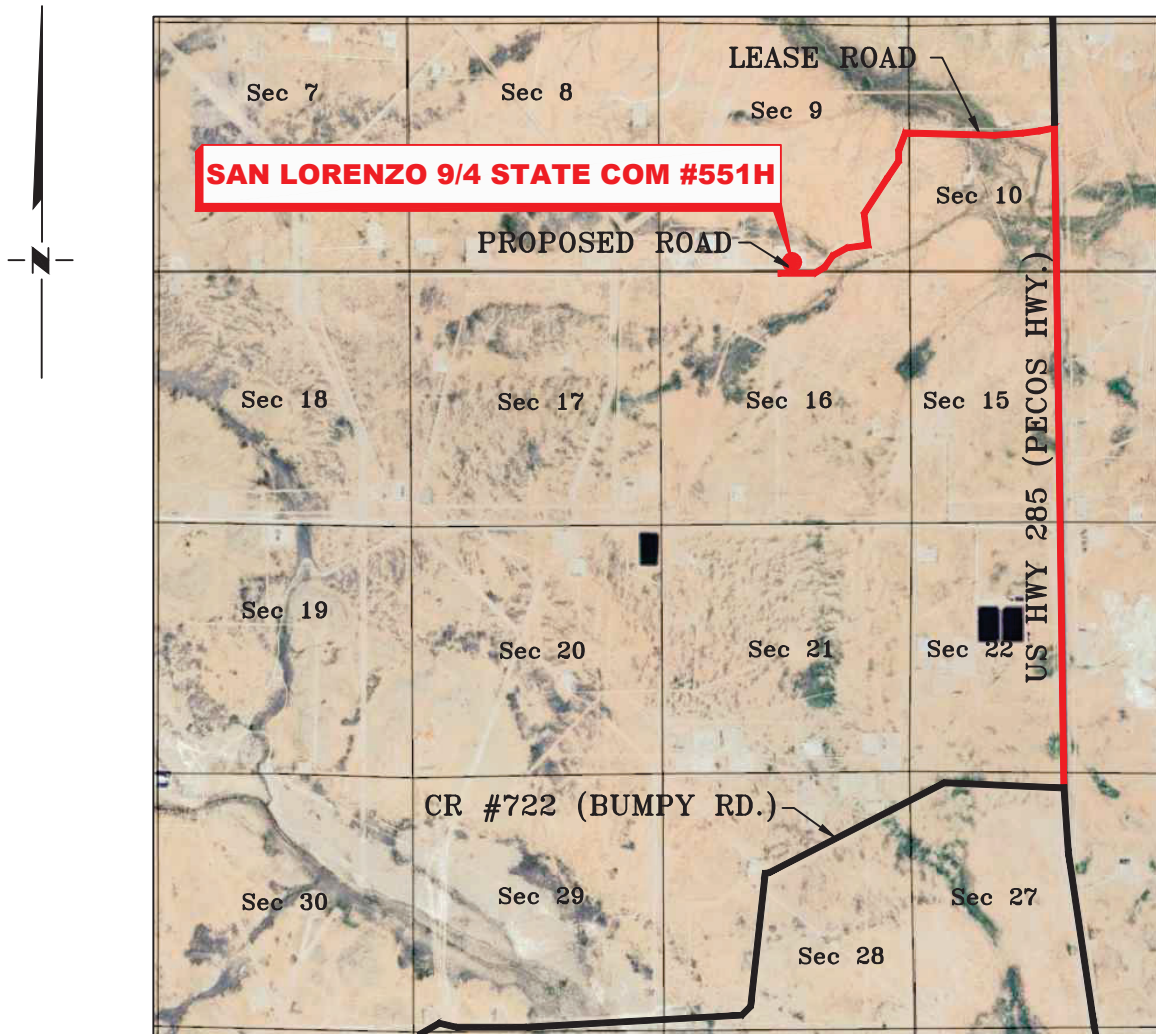 LEASE ROAD
Sec 7
Sec 8
Sec 9
SAN LORENZO 9/4 STATE COM #551H
Sec 10
PROPOSED ROAD
N
US HWY 285 (PECOS HWY.)
Sec 18
Sec 17
Sec 16
Sec 15
Sec 19
Sec 20
Sec 21
Sec 22
CR #722 (BUMPY RD.)
Sec 30
Sec 29
Sec 28
Sec 27